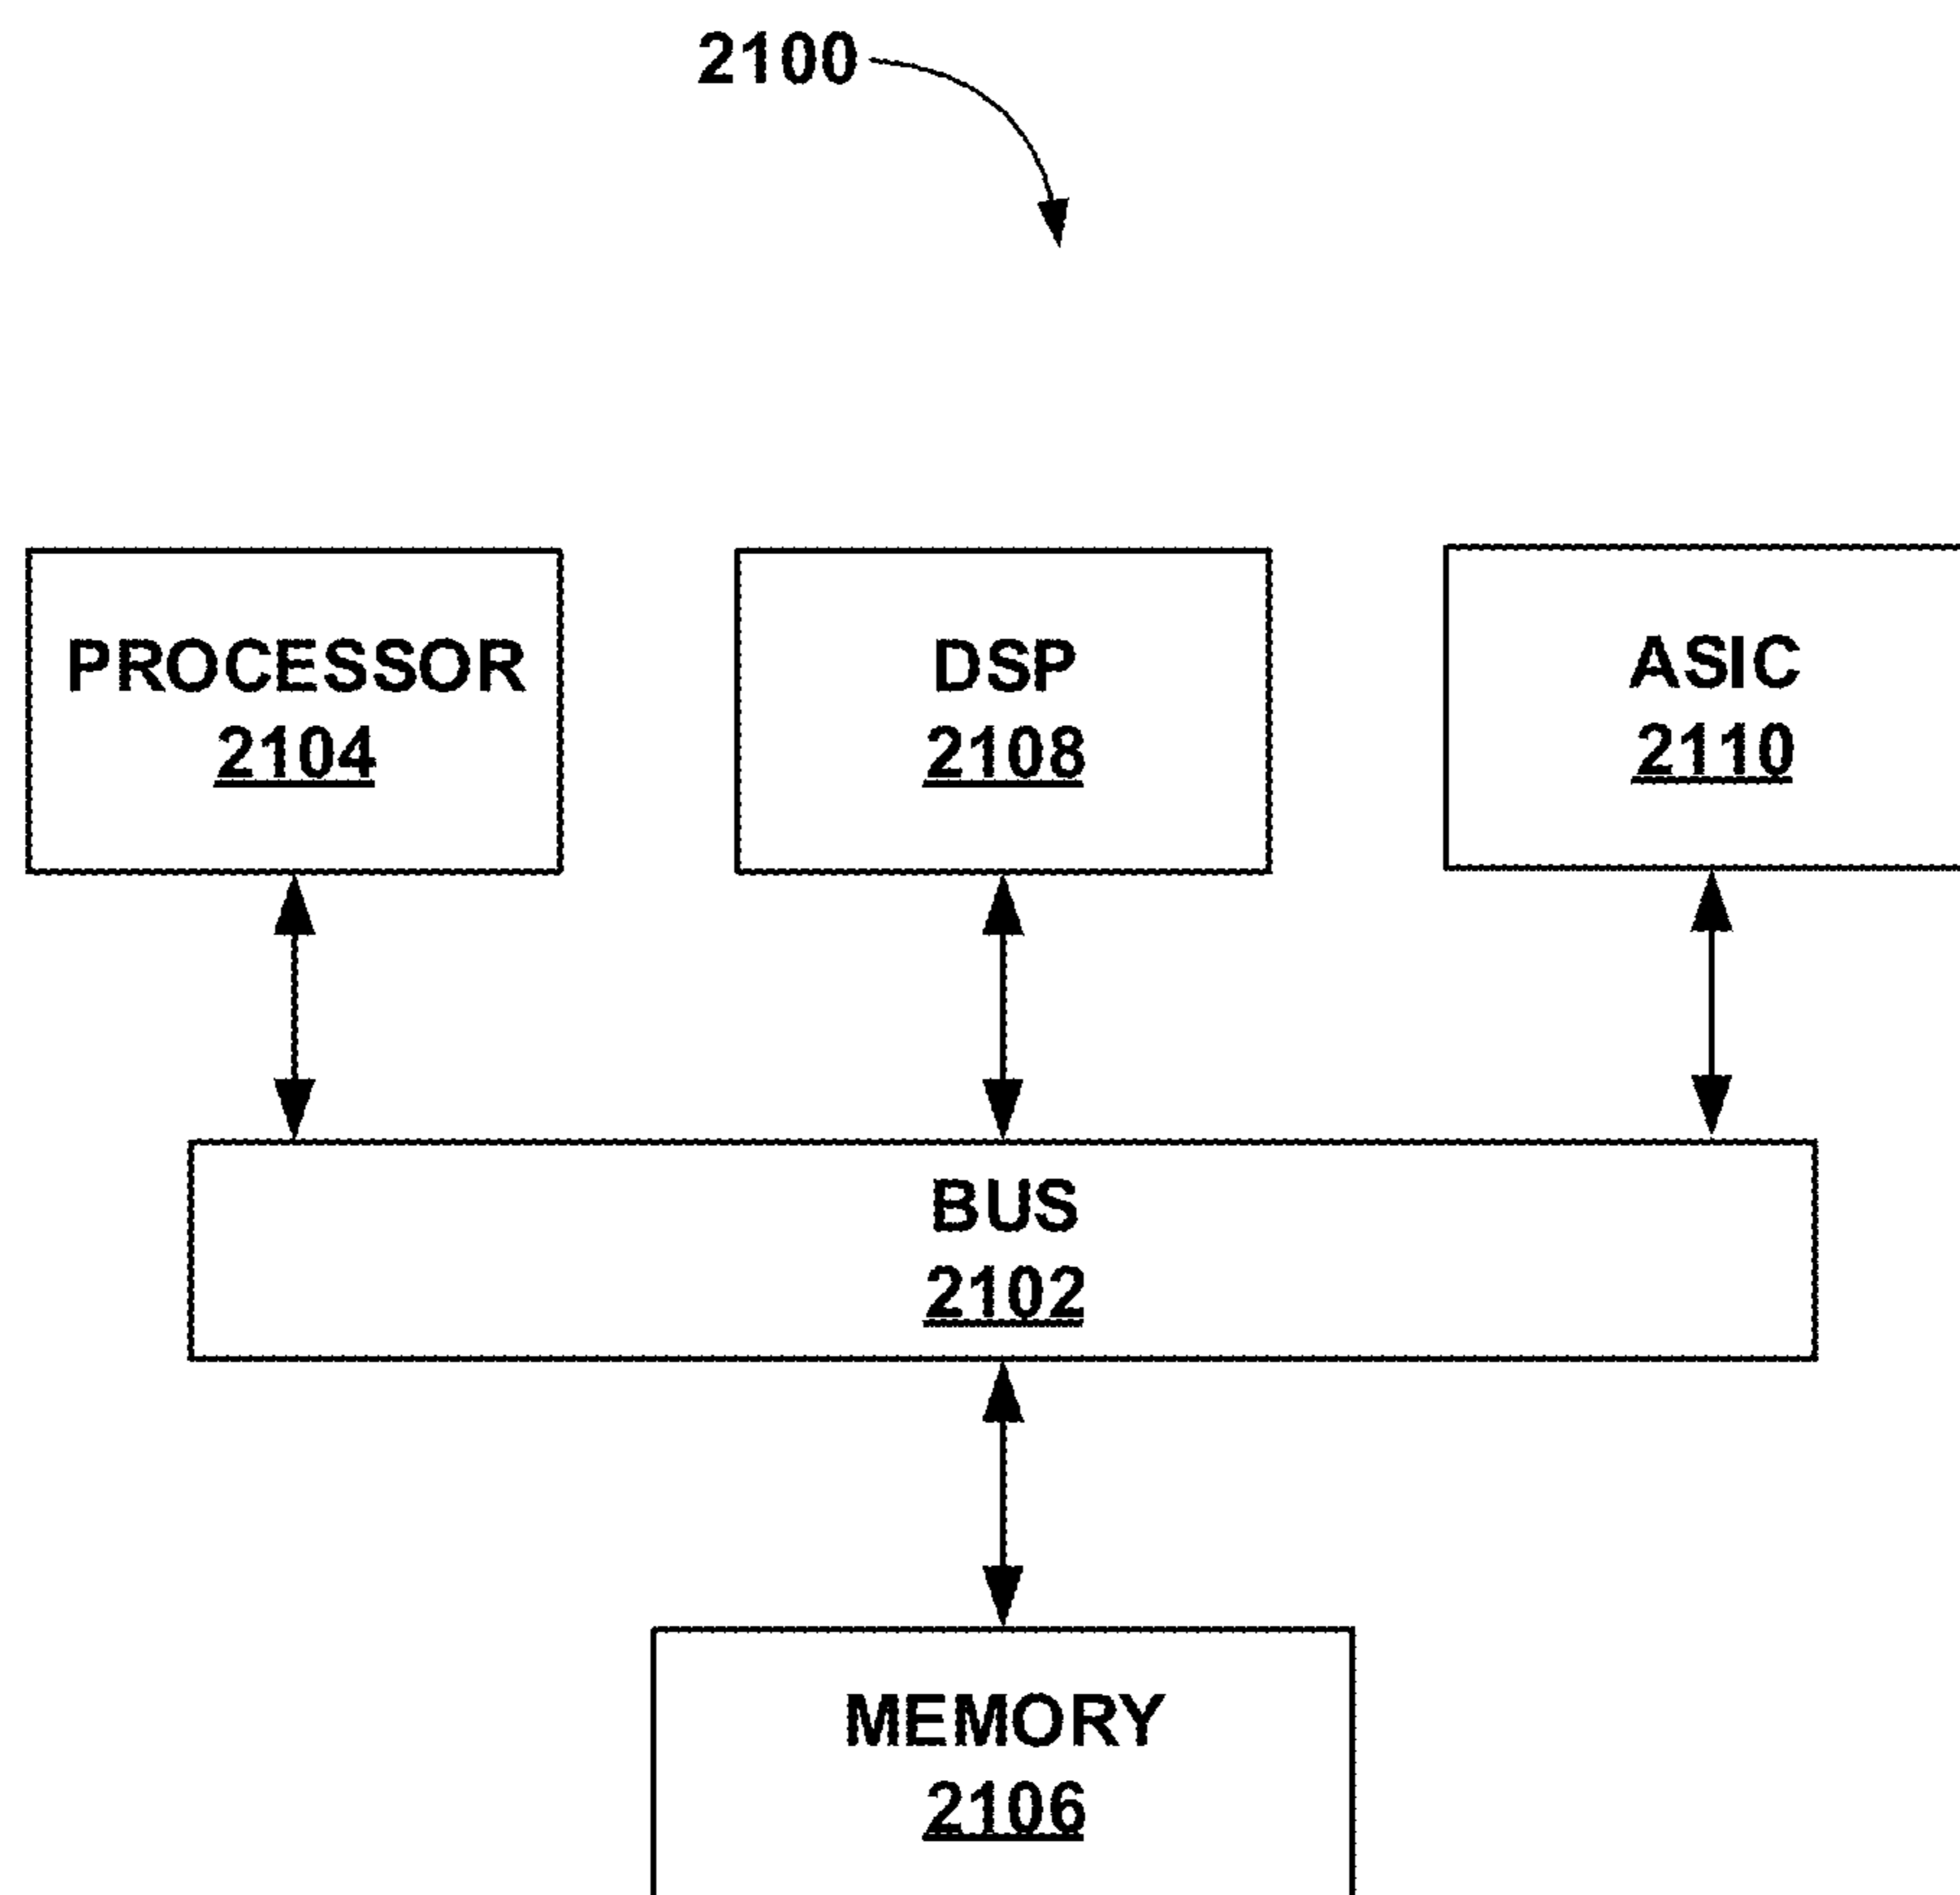 2100
PROCESSOR
2104
DSP
2108
ASIC
2110
BUS
2102
MEMORY
2106